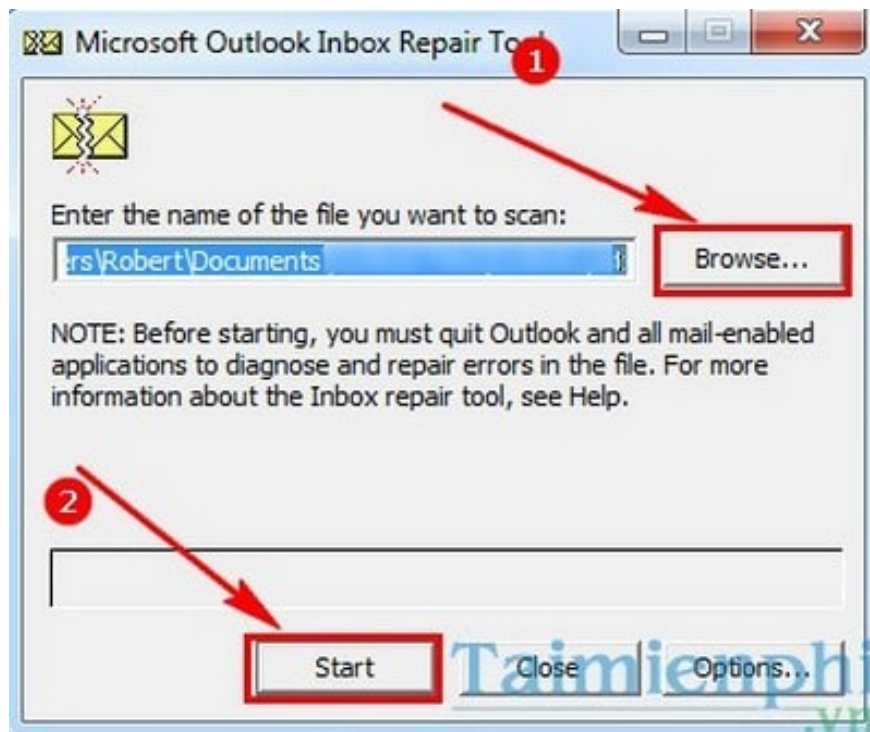 Microsoft Outlook Inbox Repair
1
Enter the name of the file you want to scan:
ers\Robert\Documents
Browse...
NOTE: Before starting, you must quit Outlook and all mail-enabled
applications to diagnose and repair errors in the file. For more
information about the Inbox repair tool, see Help.
2
Start
Close
Options...
Taimienphi
.vn